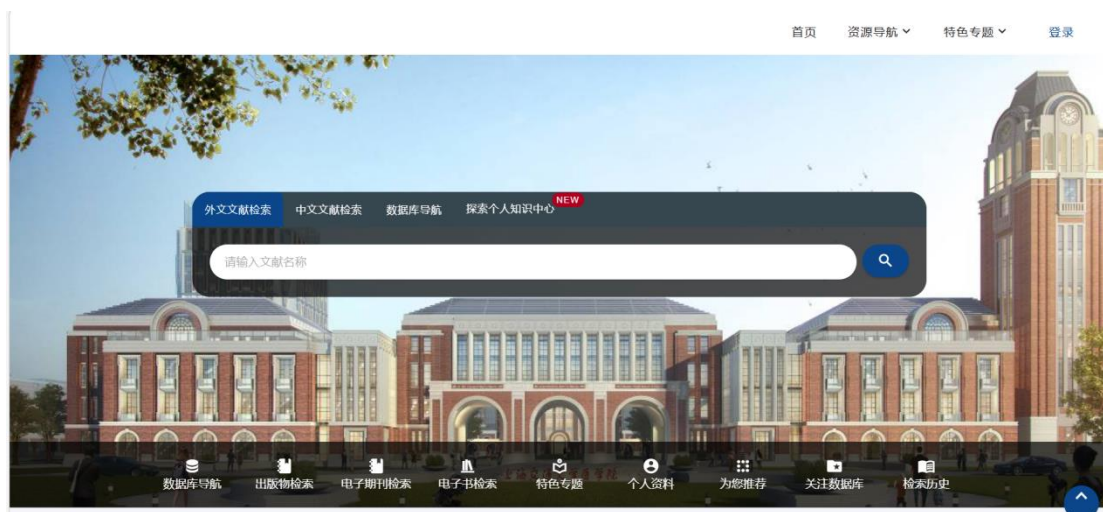 首页 资源导航 特色专题 登录
外文文献检索 中文文献检索 数据库导航 探索个人知识中心 NEW
请输入文献名称
数据库导航 出版物检索 电子期刊检索 电子书检索 特色专题 个人资料 为您推荐 关注数据库 检索历史